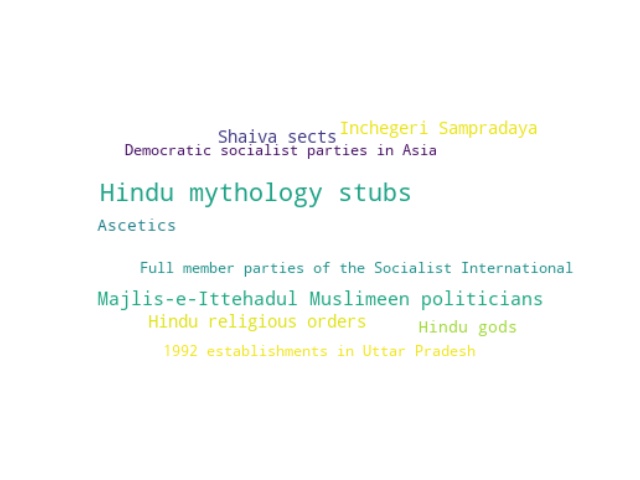 Inchegeri Sampradaya
Shaiva sects
Democratic socialist parties in Asia
Hindu mythology stubs
Ascetics
Full member parties of the Socialist International
Majlis-e-Ittehadul Muslimeen politicians
Hindu religious orders
Hindu gods
1992 establishments in Uttar Pradesh